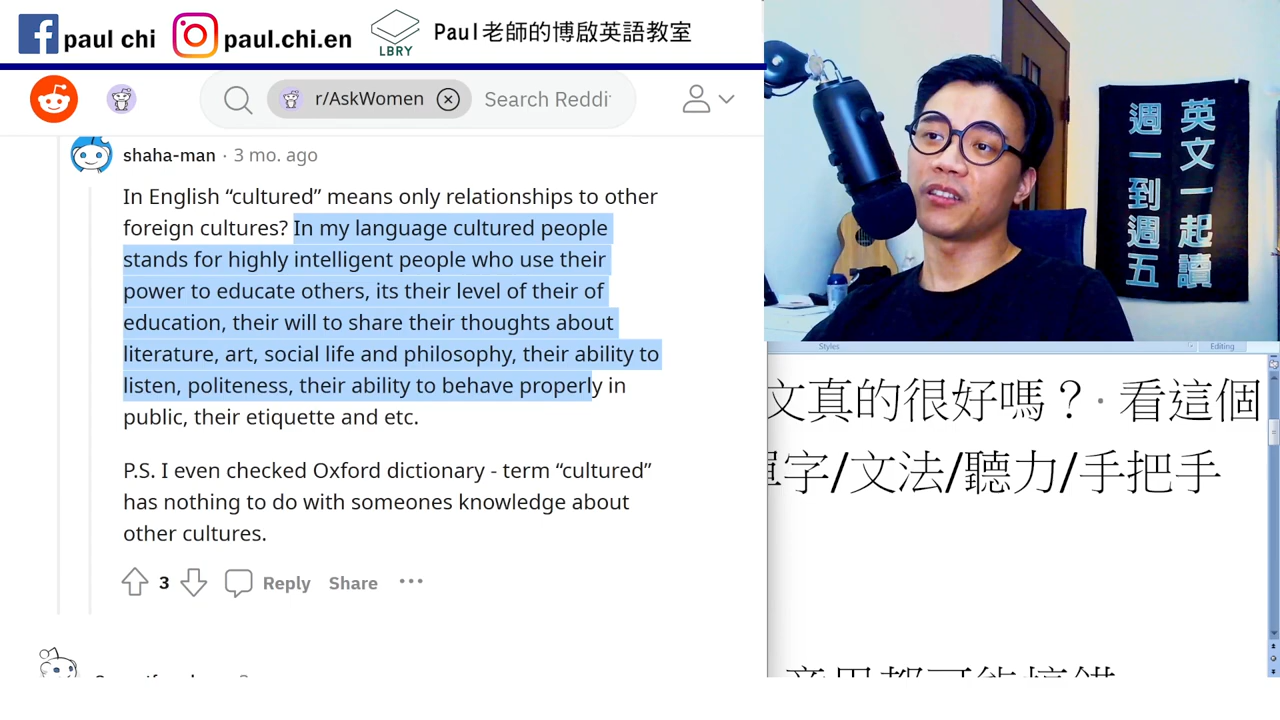 paul chi
paul.chi.en
LBRY
Paul老師的博啟英語教室
r/AskWomen
Search Reddi
shaha-man · 3 mo. ago
In English “cultured” means only relationships to other
foreign cultures? In my language cultured people
stands for highly intelligent people who use their
power to educate others, its their level of their of
education, their will to share their thoughts about
literature, art, social life and philosophy, their ability to
listen, politeness, their ability to behave properly in
public, their etiquette and etc.
P.S. I even checked Oxford dictionary - term “cultured”
has nothing to do with someones knowledge about
other cultures.
3
Reply
Share
英文一起讀
週一到週五
Styles
Editing
文真的很好嗎？· 看這個
單字/文法/聽力/手把手